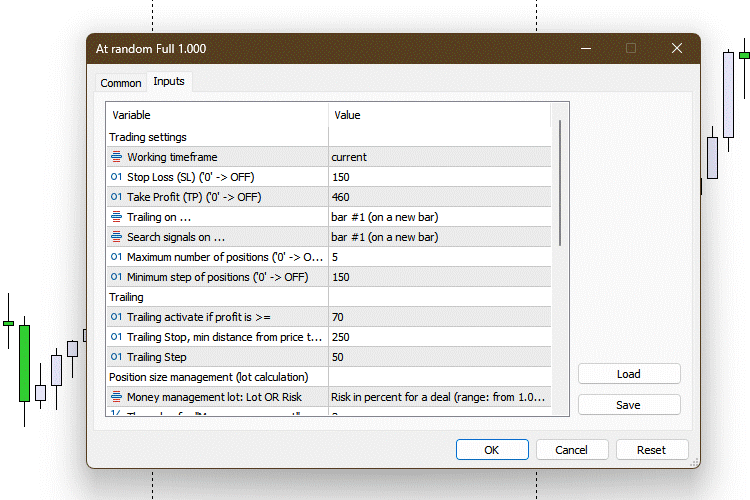 At random Full 1.000
Common Inputs
Variable Value
Trading settings
Working timeframe current
01 Stop Loss (SL) ('0' -> OFF) 150
01 Take Profit (TP) ('0' -> OFF) 460
Trailing on ... bar #1 (on a new bar)
Search signals on ... bar #1 (on a new bar)
01 Maximum number of positions ('0' -> O... 5
01 Minimum step of positions ('0' -> OFF) 150
Trailing
01 Trailing activate if profit is >= 70
01 Trailing Stop, min distance from price t... 250
01 Trailing Step 50
Position size management (lot calculation)
Money management lot: Lot OR Risk Risk in percent for a deal (range: from 1.0...
Load
Save
OK Cancel Reset